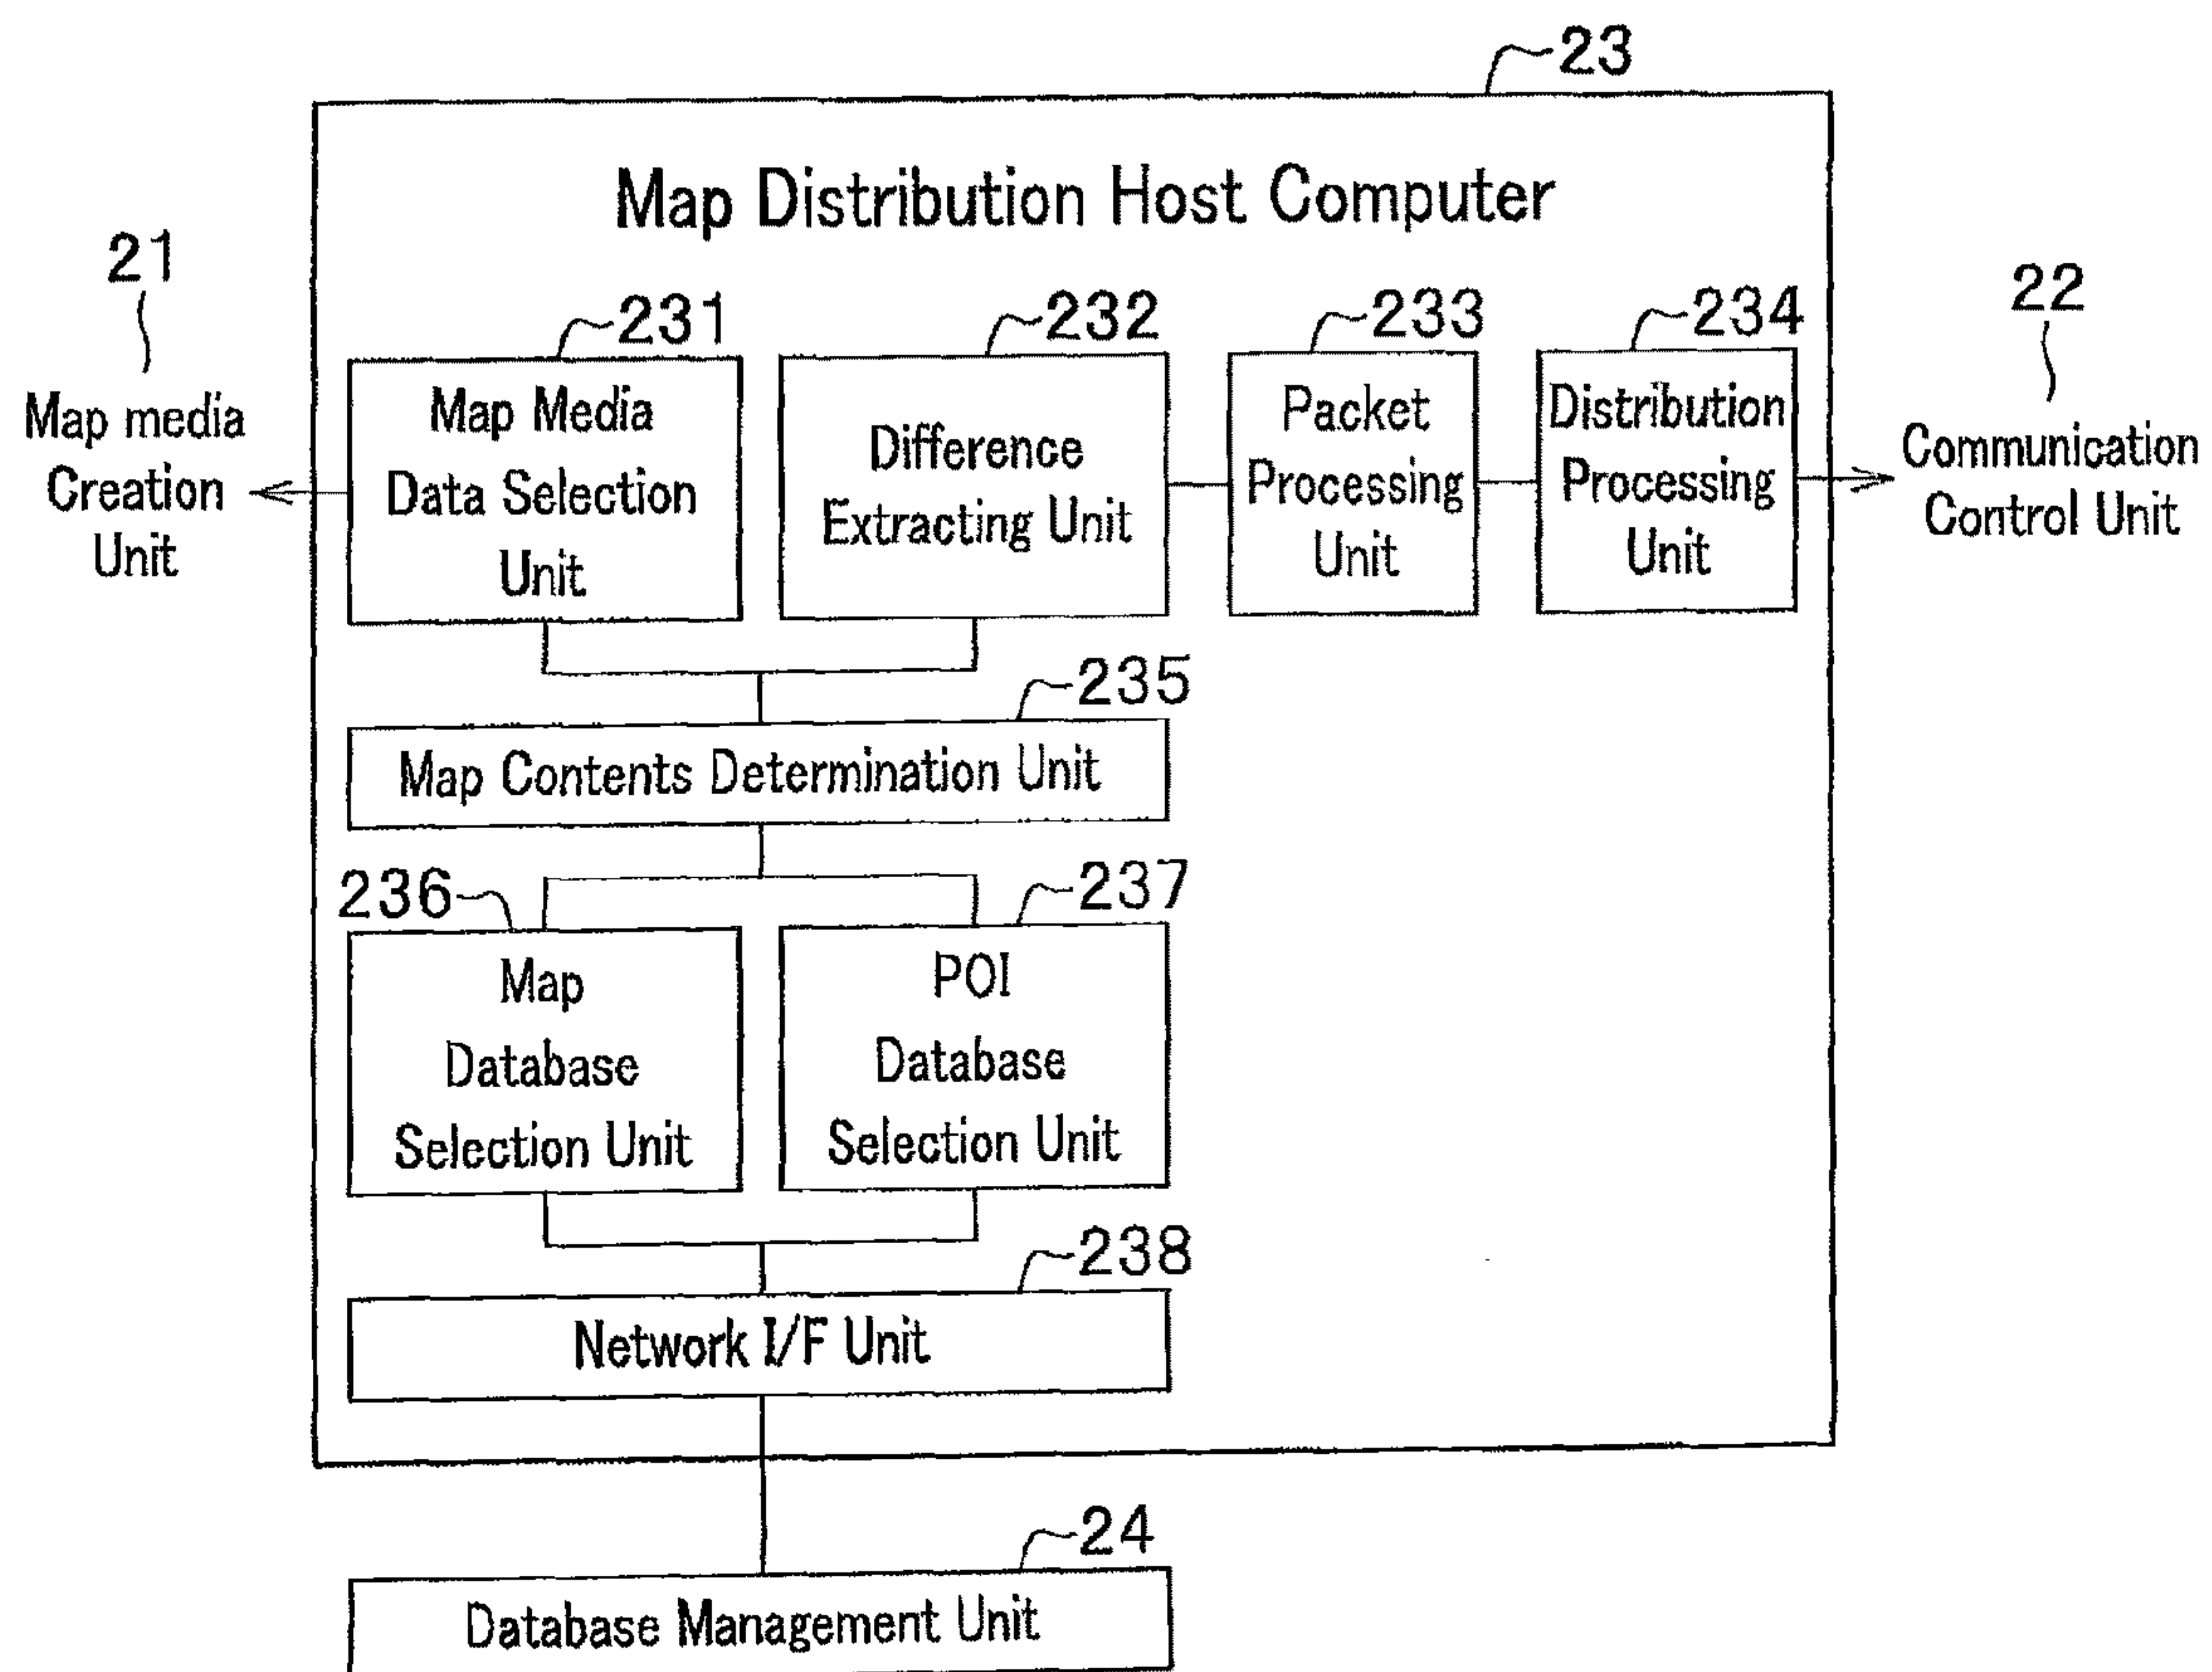 23
Map Distribution Host Computer
21
Map media
Creation
Unit
231
Map Media
Data Selection
Unit
232
Difference
Extracting Unit
233
Packet
Processing
Unit
234
Distribution
Processing
Unit
22
Communication
Control Unit
235
Map Contents Determination Unit
236
Map
Database
Selection Unit
237
POI
Database
Selection Unit
238
Network I/F Unit
24
Database Management Unit